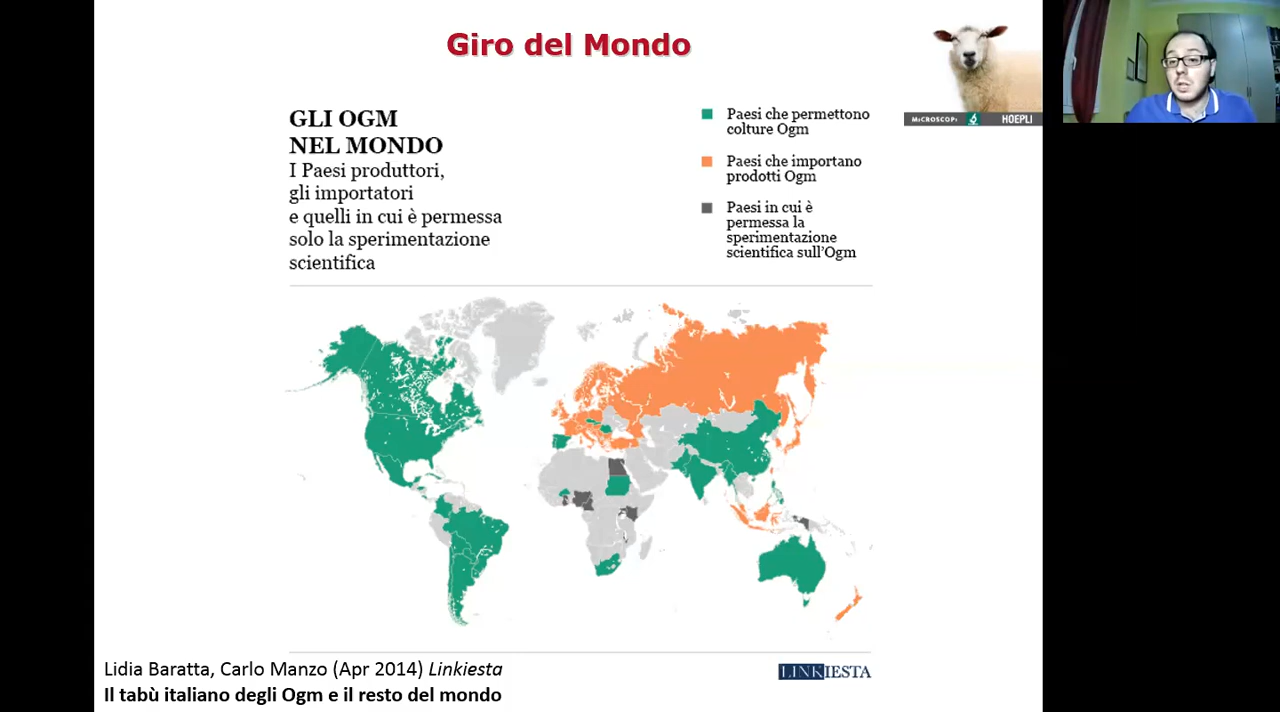 Giro del Mondo
GLI OGM
NEL MONDO
I Paesi produttori,
gli importatori
e quelli in cui è permessa
solo la sperimentazione
scientifica
Paesi che permettono
colture Ogm
Paesi che importano
prodotti Ogm
Paesi in cui è
permessa la
sperimentazione
scientifica sull'Ogm
MICROSCOPI
HOEPLI
LINKIESTA
Lidia Baratta, Carlo Manzo (Apr 2014) Linkiesta
Il tabù italiano degli Ogm e il resto del mondo